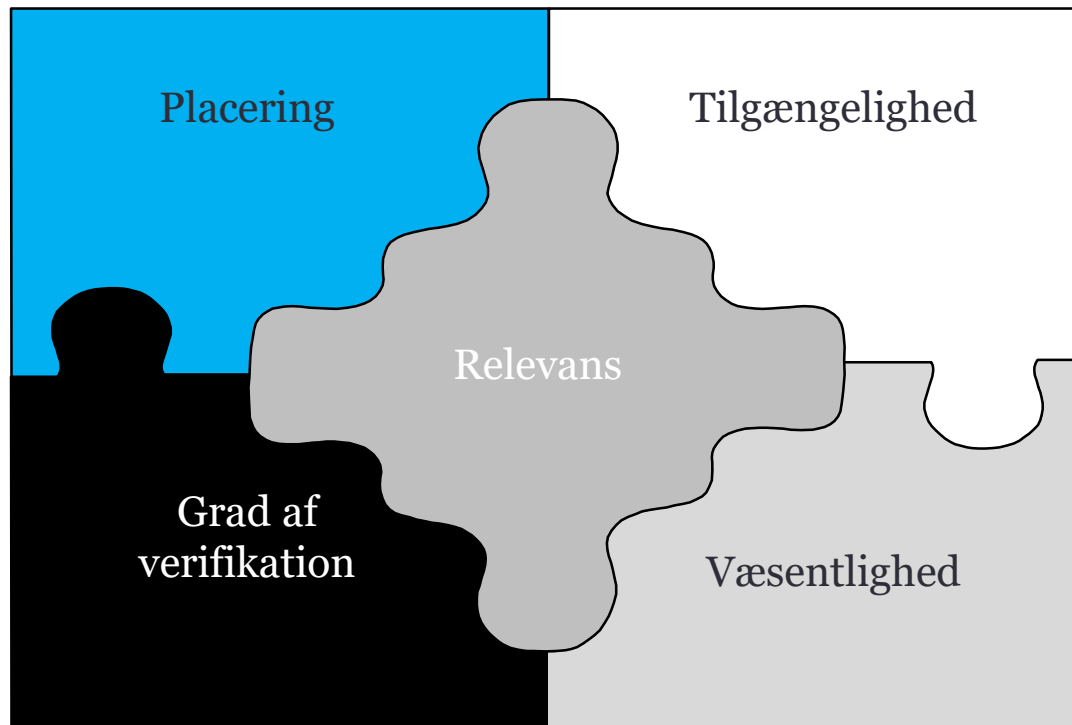 Placering
Tilgængelighed
Relevans
Grad af
verifikation
Væsentlighed